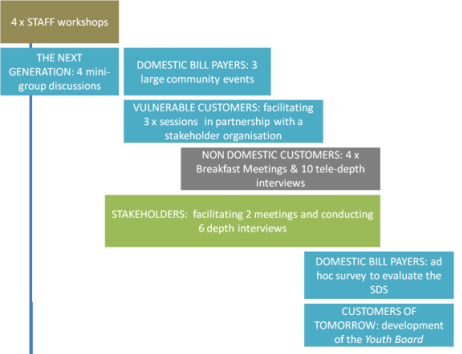 4 x STAFF workshops
THE NEXT
GENERATION: 4 mini-
group discussions
DOMESTIC BILL PAYERS: 3
large community events
VULNERABLE CUSTOMERS: facilitating
3 x sessions in partnership with a
stakeholder organisation
NON DOMESTIC CUSTOMERS: 4 x
Breakfast Meetings & 10 tele-depth
interviews
STAKEHOLDERS: facilitating 2 meetings and conducting
6 depth interviews
DOMESTIC BILL PAYERS: ad
hoc survey to evaluate the
SDS
CUSTOMERS OF
TOMORROW: development
of the Youth Board